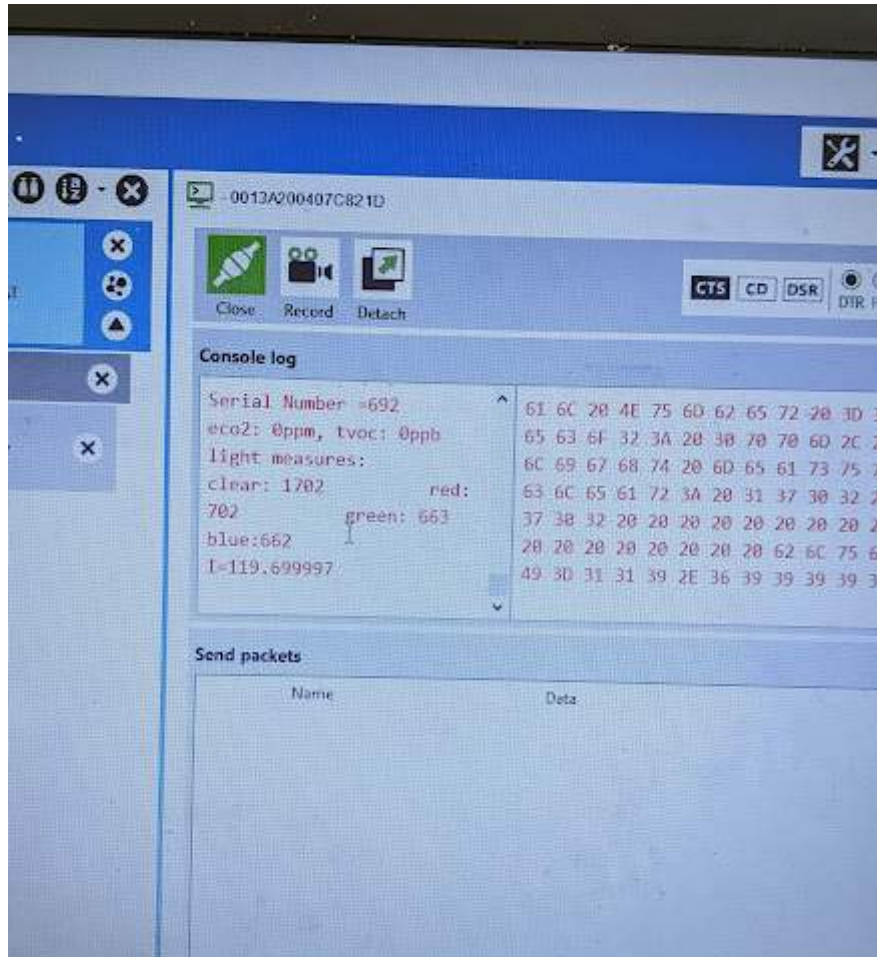 - 0013A200407C821D
Close Record Detach
CTS CD DSR
DTR
Console log
Serial Number =692
eco2: 0ppm, tvoc: 0ppb
light measures:
clear: 1702 red:
702 green: 663
blue:662
I=119.699997
61 6C 20 4E 75 6D 62 65 72 20 3D
65 63 6F 32 3A 20 30 70 70 6D 2C
6C 69 67 68 74 20 6D 65 61 73 75
63 6C 65 61 72 3A 20 31 37 30 32
37 30 32 20 20 20 20 20 20 20 20
20 20 20 20 20 20 20 20 62 6C 75
49 3D 31 31 39 2E 36 39 39 39 39
Send packets
Name Data